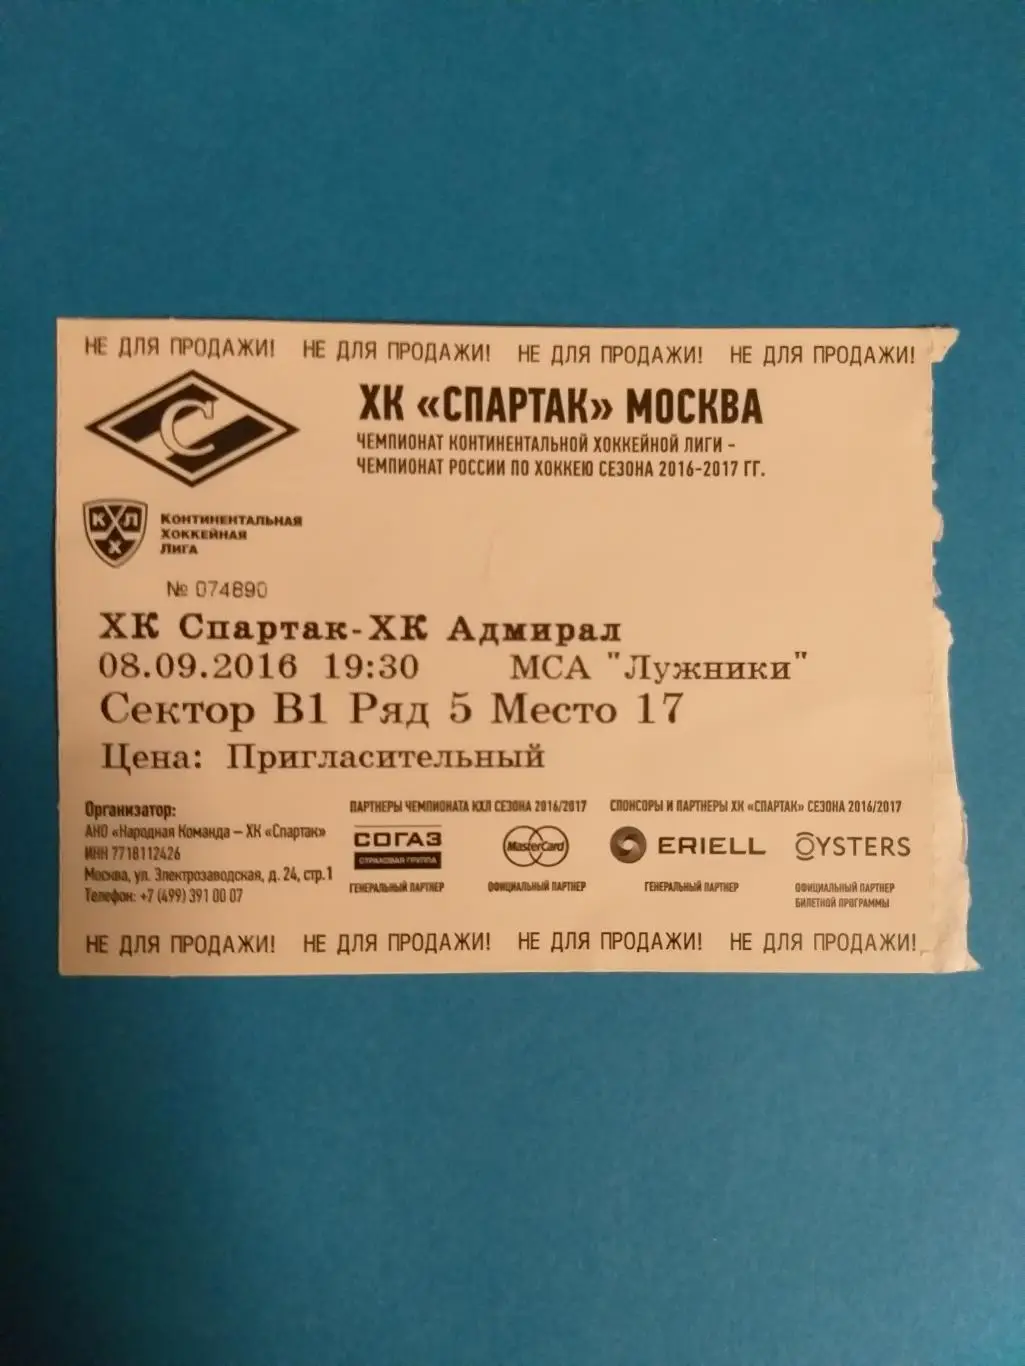 НЕ ДЛЯ ПРОДАЖИ! НЕ ДЛЯ ПРОДАЖИ! НЕ ДЛЯ ПРОДАЖИ! НЕ ДЛЯ ПРОДАЖИ!
С
ХК «СПАРТАК» МОСКВА
ЧЕМПИОНАТ КОНТИНЕНТАЛЬНОЙ ХОККЕЙНОЙ ЛИГИ -
ЧЕМПИОНАТ РОССИИ ПО ХОККЕЮ СЕЗОНА 2016-2017 ГГ.
КХЛ
КОНТИНЕНТАЛЬНАЯ
ХОККЕЙНАЯ
ЛИГА
№ 074890
ХК Спартак-ХК Адмирал
08.09.2016 19:30 МСА "Лужники"
Сектор B1 Ряд 5 Место 17
Цена: Пригласительный
Организатор:
АНО «Народная Команда – ХК «Спартак»
ИНН 7718112426
Москва, ул. Электрозаводская, д. 24, стр.1
Телефон: +7 (499) 391 00 07
ПАРТНЕРЫ ЧЕМПИОНАТА КХЛ СЕЗОНА 2016/2017
СОГАЗ
СТРАХОВАЯ ГРУППА
ГЕНЕРАЛЬНЫЙ ПАРТНЕР
MasterCard
ОФИЦИАЛЬНЫЙ ПАРТНЕР
СПОНСОРЫ И ПАРТНЕРЫ ХК «СПАРТАК» СЕЗОНА 2016/2017
ERIELL
ГЕНЕРАЛЬНЫЙ ПАРТНЕР
OYSTERS
ОФИЦИАЛЬНЫЙ ПАРТНЕР
БИЛЕТНОЙ ПРОГРАММЫ
НЕ ДЛЯ ПРОДАЖИ! НЕ ДЛЯ ПРОДАЖИ! НЕ ДЛЯ ПРОДАЖИ! НЕ ДЛЯ ПРОДАЖИ!